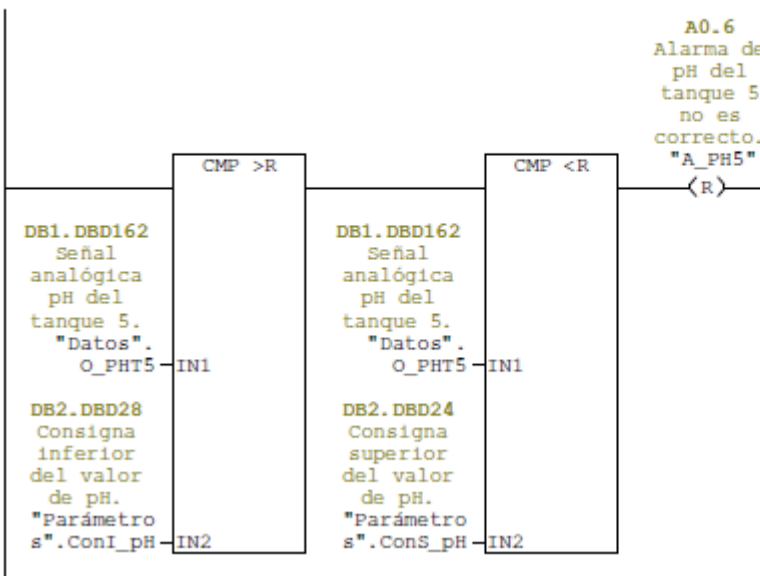 A0.6
Alarma de
pH del
tanque 5
no es
correcto.
"A_PH5"
(R)
CMP >R
DB1.DBD162
Señal
analógica
pH del
tanque 5.
"Datos".
O_PHT5
IN1
DB2.DBD28
Consigna
inferior
del valor
de pH.
"Parámetro
s".ConI_pH
IN2
CMP <R
DB1.DBD162
Señal
analógica
pH del
tanque 5.
"Datos".
O_PHT5
IN1
DB2.DBD24
Consigna
superior
del valor
de pH.
"Parámetro
s".ConS_pH
IN2